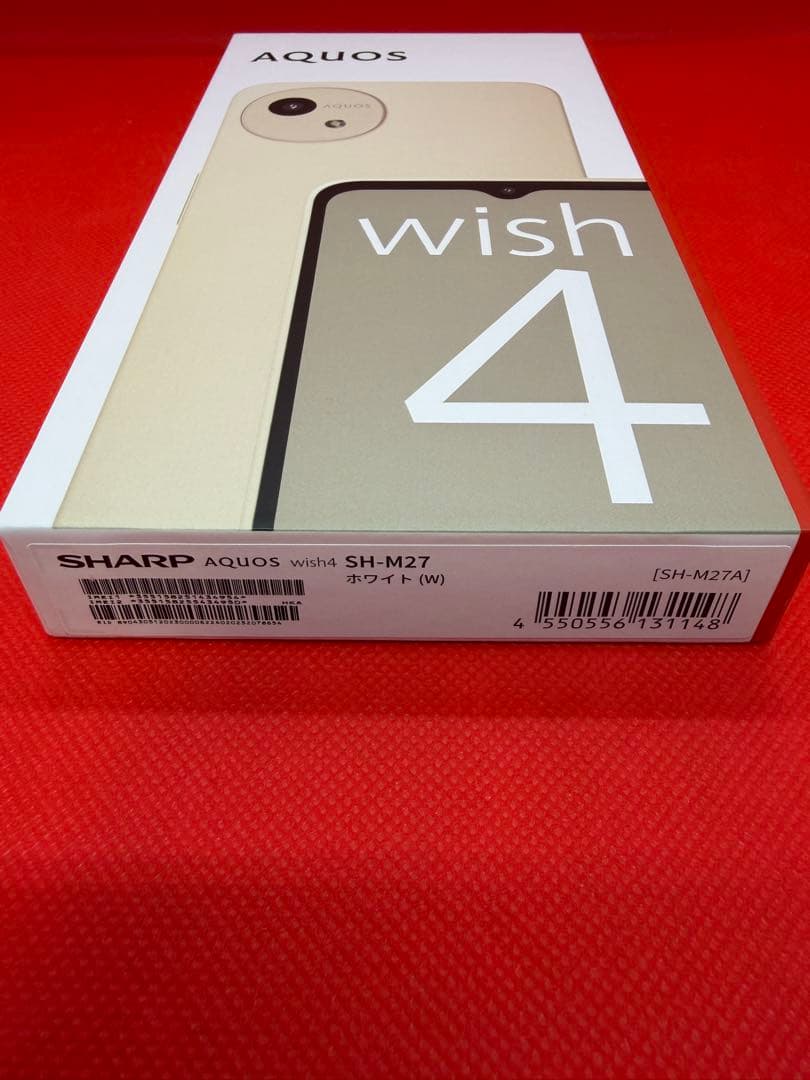 AQUOS
AQUOS
wish
4
SHARP AQUOS wish4 SH-M27
ホワイト (W)
[SH-M27A]
4 550556 131148